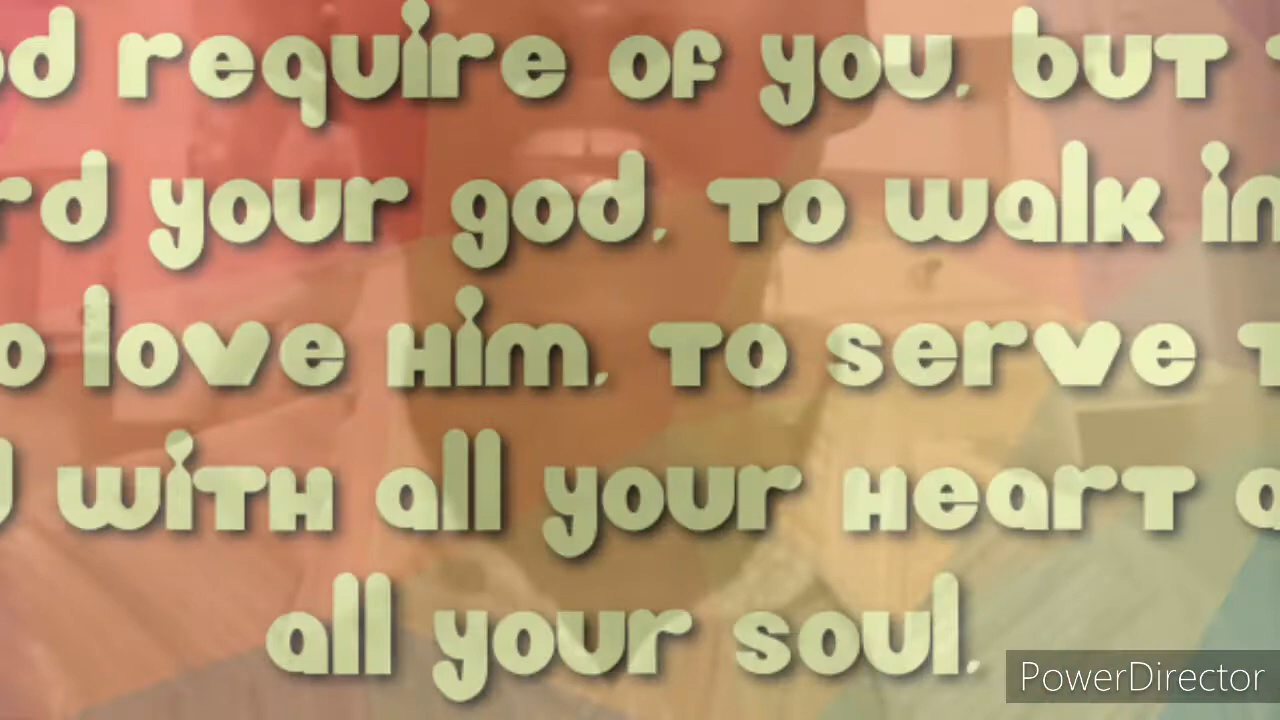 od require of you, but t
rd your god, to walk in
o love Him, to serve t
d with all your Heart a
all your soul,
PowerDirector